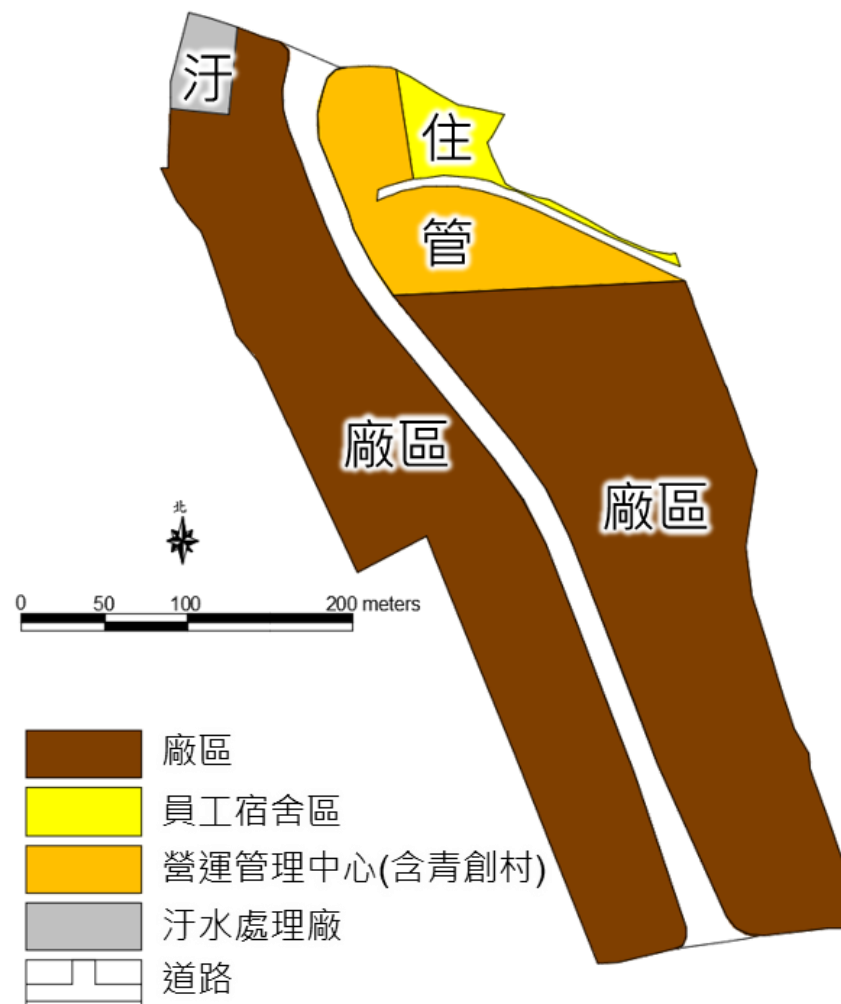 汙
住
管
廠區
廠區
北
0 50 100 200 meters
廠區
員工宿舍區
營運管理中心(含青創村)
汙水處理廠
道路